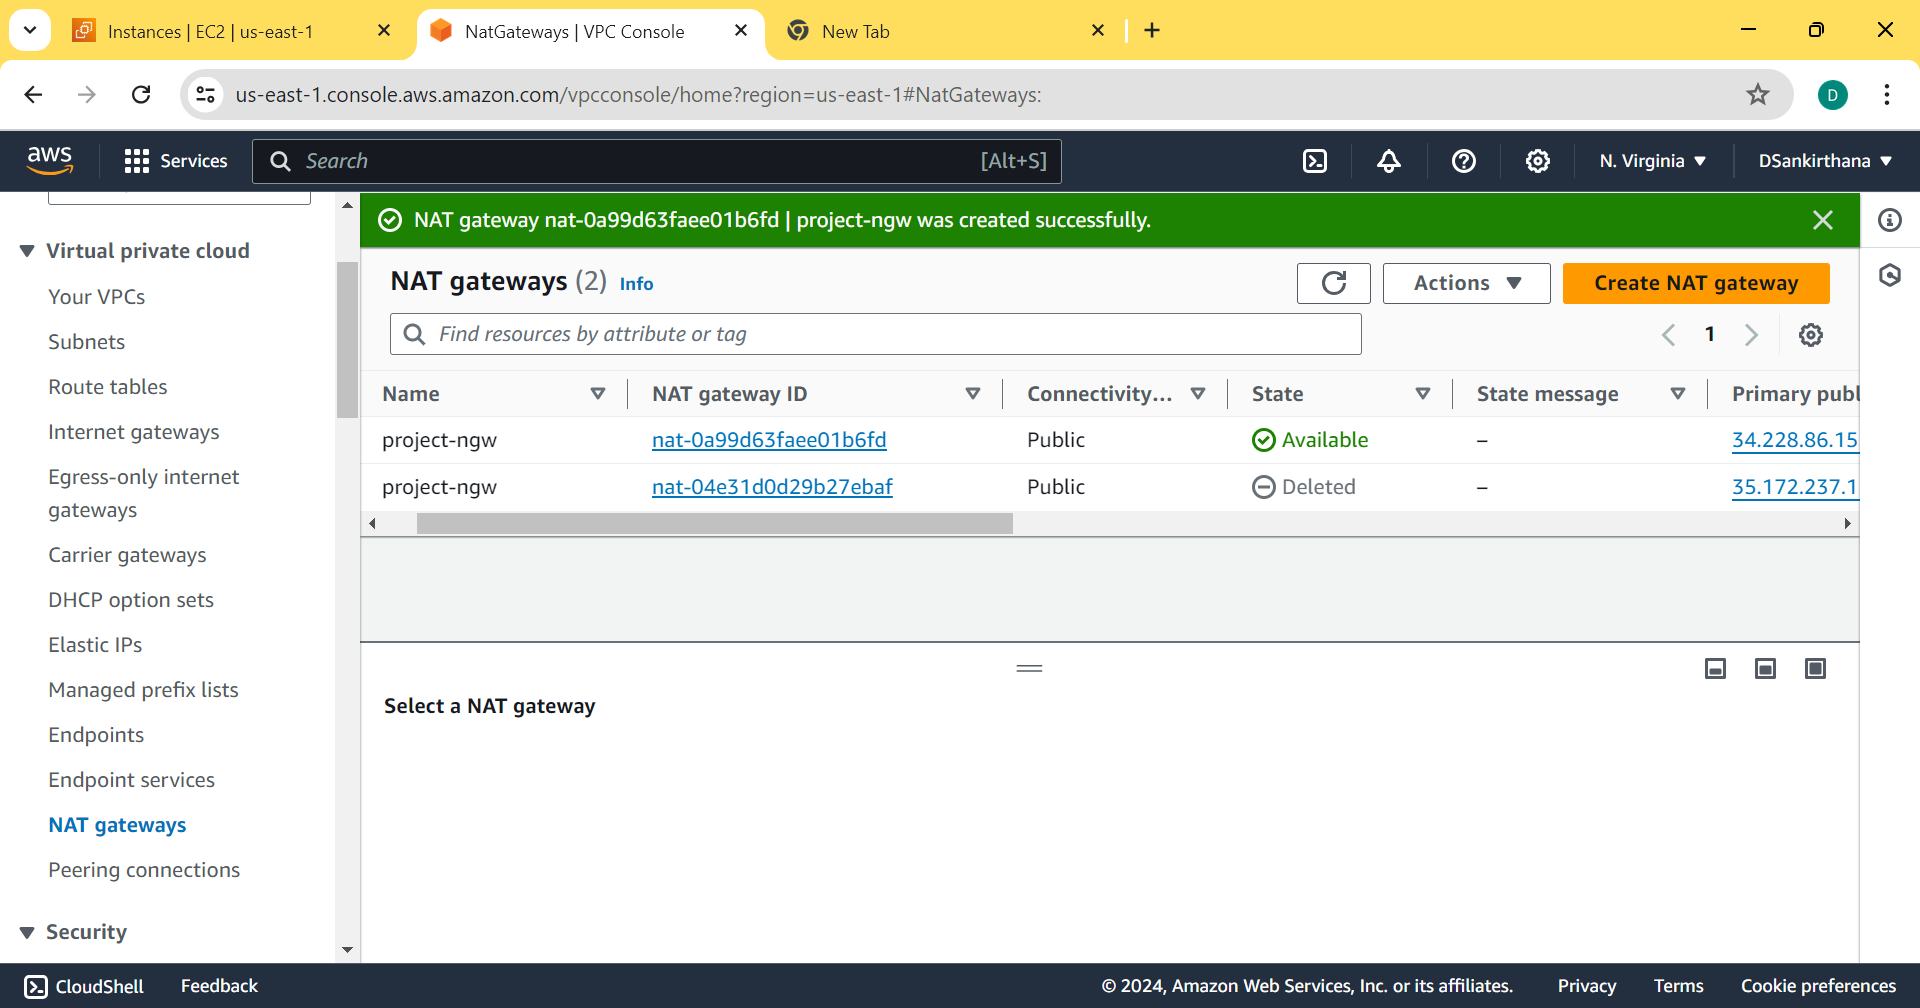 Instances | EC2 | us-east-1
NatGateways | VPC Console
New Tab
us-east-1.console.aws.amazon.com/vpcconsole/home?region=us-east-1#NatGateways:
D
aws
Services
Search
[Alt+S]
N. Virginia
DSankirthana
Virtual private cloud
Your VPCs
Subnets
Route tables
Internet gateways
Egress-only internet
gateways
Carrier gateways
DHCP option sets
Elastic IPs
Managed prefix lists
Endpoints
Endpoint services
NAT gateways
Peering connections
Security
NAT gateway nat-0a99d63faee01b6fd | project-ngw was created successfully.
NAT gateways (2) Info
Actions
Create NAT gateway
Find resources by attribute or tag
1
Name NAT gateway ID Connectivity... State State message Primary publ
project-ngw nat-0a99d63faee01b6fd Public Available – 34.228.86.15
project-ngw nat-04e31d0d29b27ebaf Public Deleted – 35.172.237.1
Select a NAT gateway
CloudShell
Feedback
© 2024, Amazon Web Services, Inc. or its affiliates.
Privacy
Terms
Cookie preferences